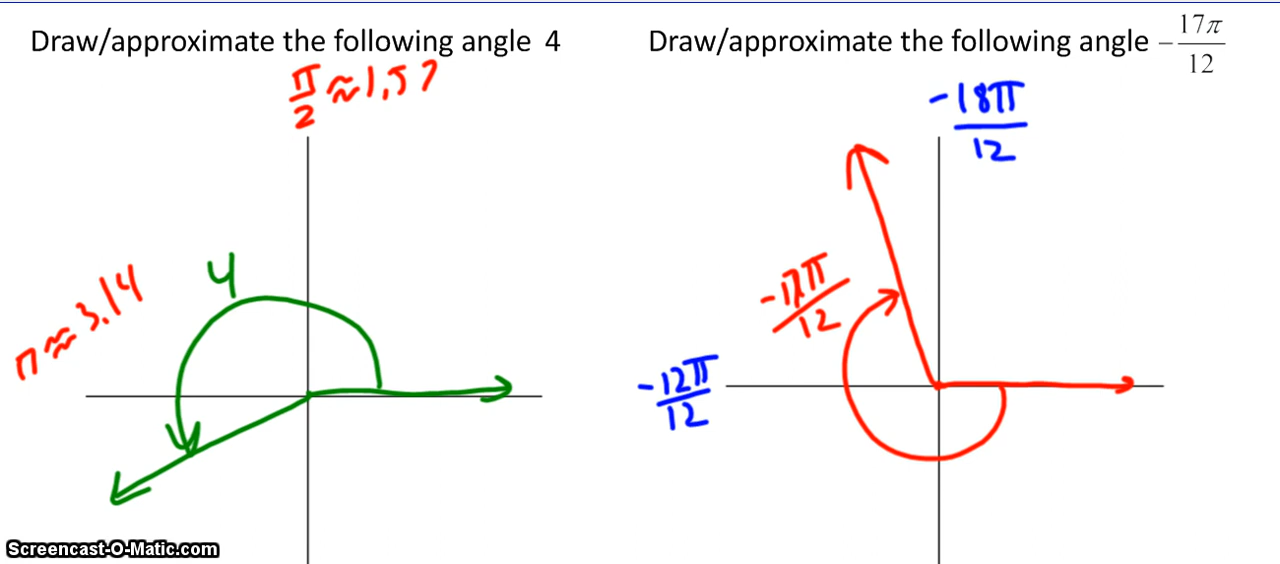 Draw/approximate the following angle 4
π/2 ≈ 1,57
4
π ≈ 3.14
Draw/approximate the following angle -17π/12
-18π/12
-17π/12
-12π/12
Screencast-O-Matic.com